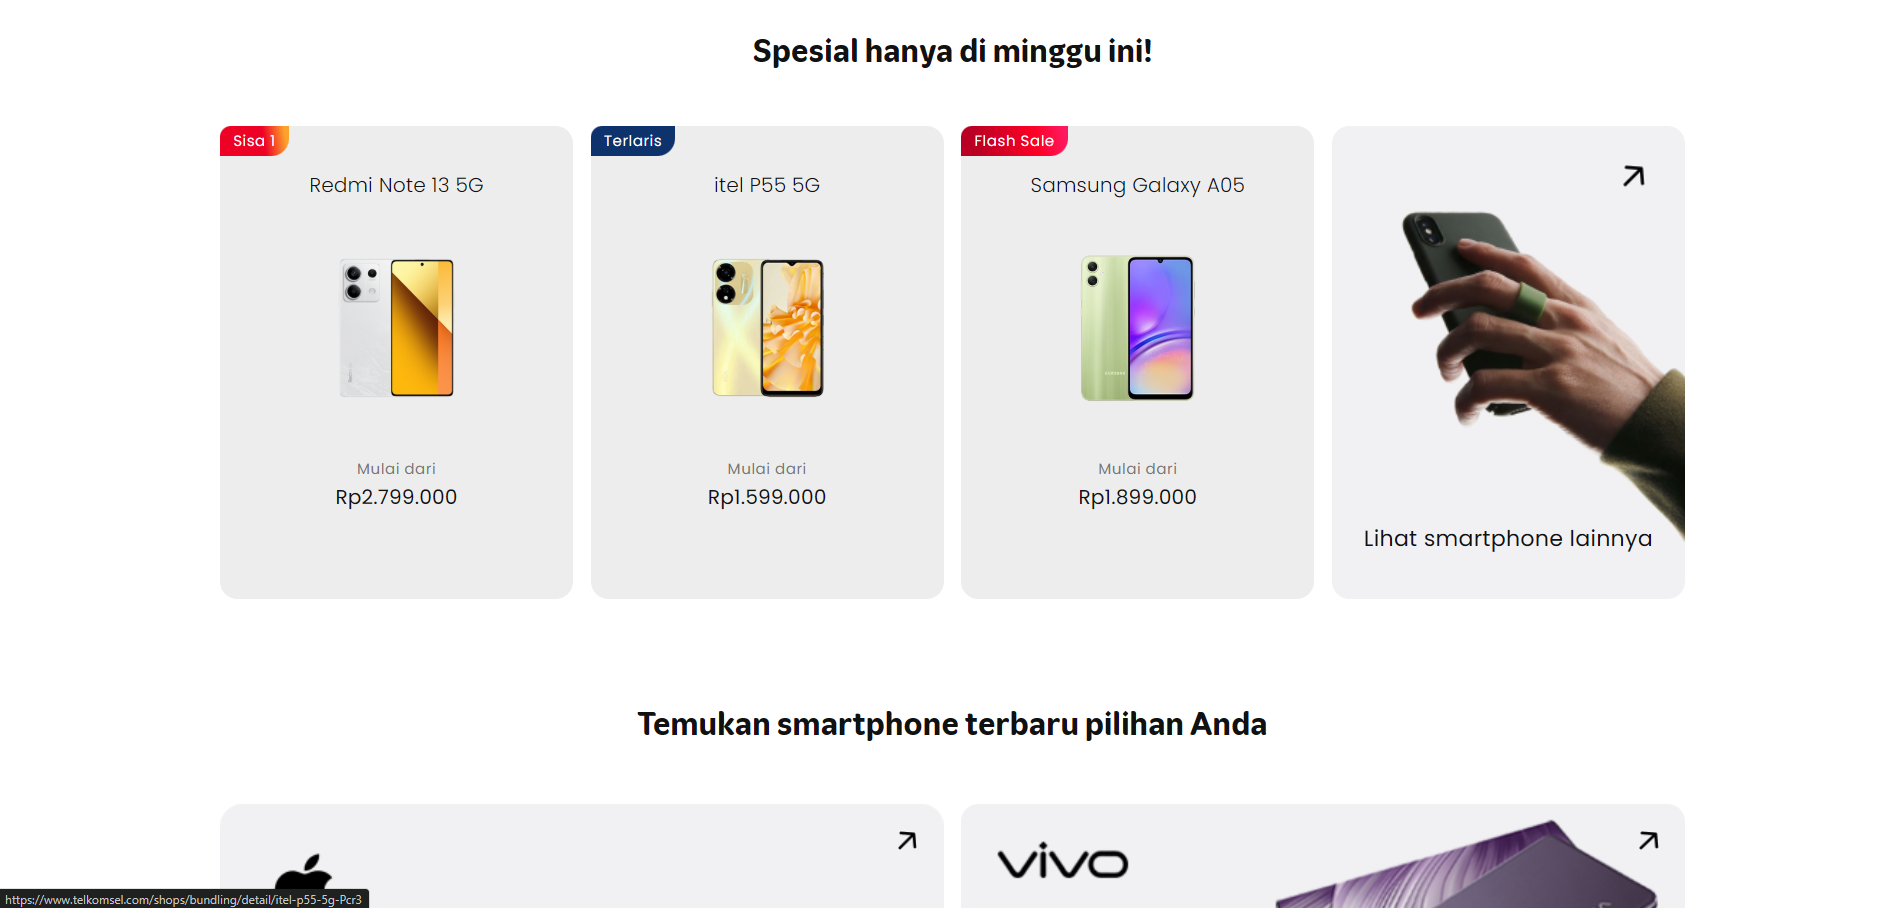 Spesial hanya di minggu ini!
Sisa 1
Redmi Note 13 5G
Mulai dari
Rp2.799.000
Terlaris
itel P55 5G
Mulai dari
Rp1.599.000
Flash Sale
Samsung Galaxy A05
SAMSUNG
Mulai dari
Rp1.899.000
Lihat smartphone lainnya
Temukan smartphone terbaru pilihan Anda
vivo
https://www.telkomsel.com/shops/bundling/detail/itel-p55-5g-Pcr3